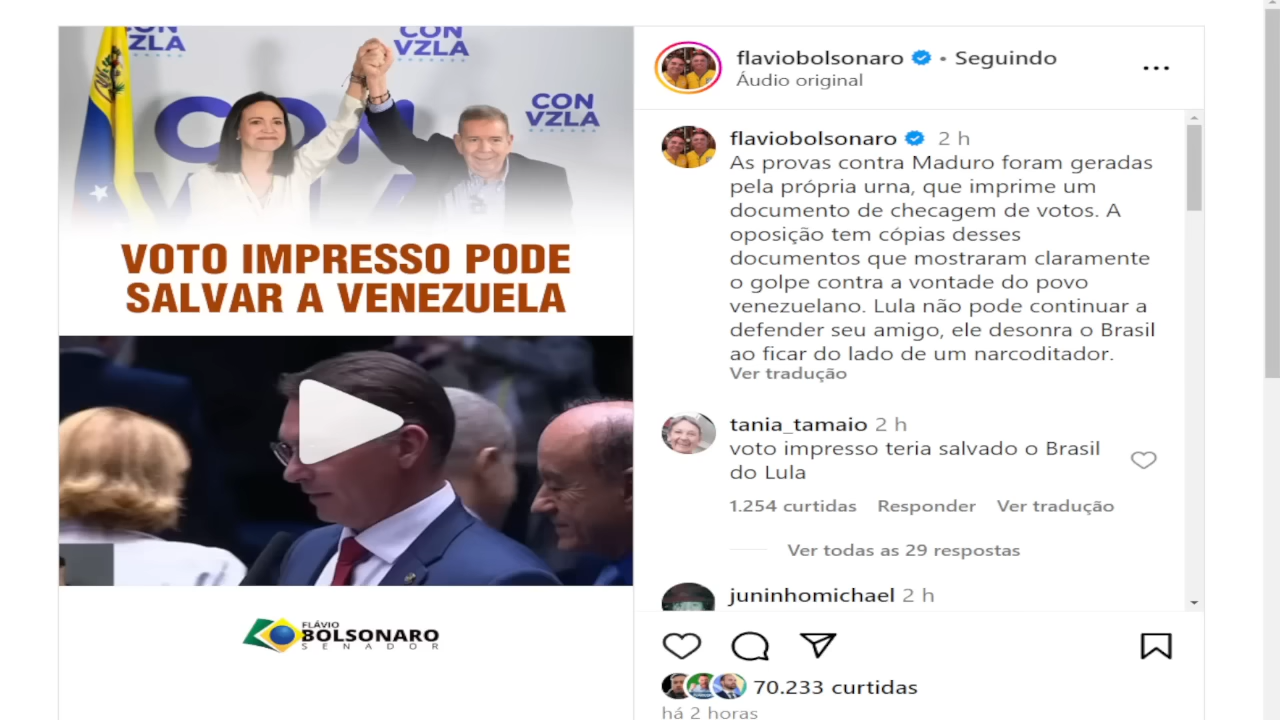 CON
VZLA
CON
VZLA
CON
VZLA
CON
VOTO IMPRESSO PODE
SALVAR A VENEZUELA
FLÁVIO
BOLSONARO
SENADOR
flaviobolsonaro • Seguindo
Áudio original
flaviobolsonaro 2 h
As provas contra Maduro foram geradas
pela própria urna, que imprime um
documento de checagem de votos. A
oposição tem cópias desses
documentos que mostraram claramente
o golpe contra a vontade do povo
venezuelano. Lula não pode continuar a
defender seu amigo, ele desonra o Brasil
ao ficar do lado de um narcoditador.
Ver tradução
tania_tamaio 2 h
voto impresso teria salvado o Brasil
do Lula
1.254 curtidas Responder Ver tradução
Ver todas as 29 respostas
juninhomichael 2 h
70.233 curtidas
há 2 horas